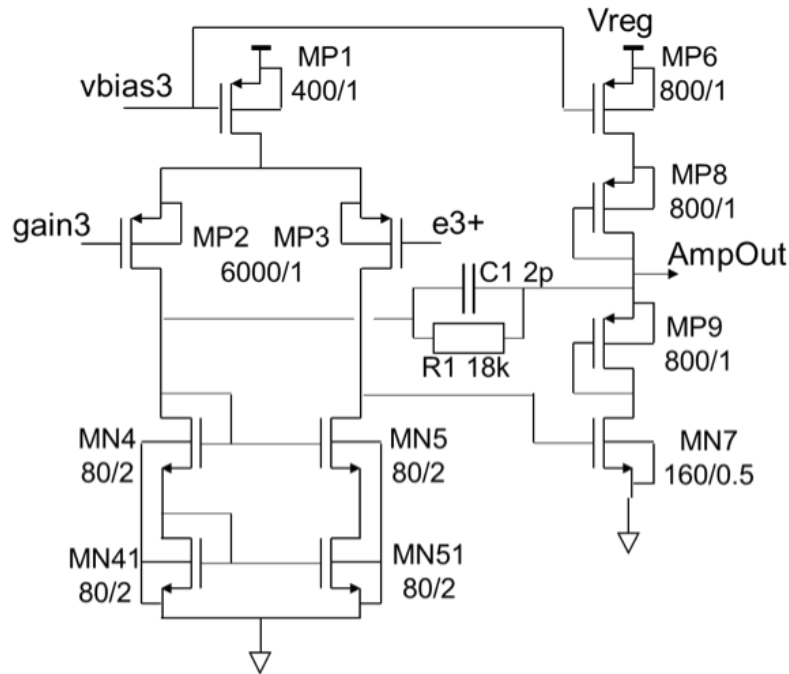 Vreg
MP1
400/1
MP6
800/1
vbias3
MP8
800/1
gain3
MP2
MP3
6000/1
e3+
AmpOut
C1 2p
R1 18k
MP9
800/1
MN4
80/2
MN5
80/2
MN7
160/0.5
MN41
80/2
MN51
80/2